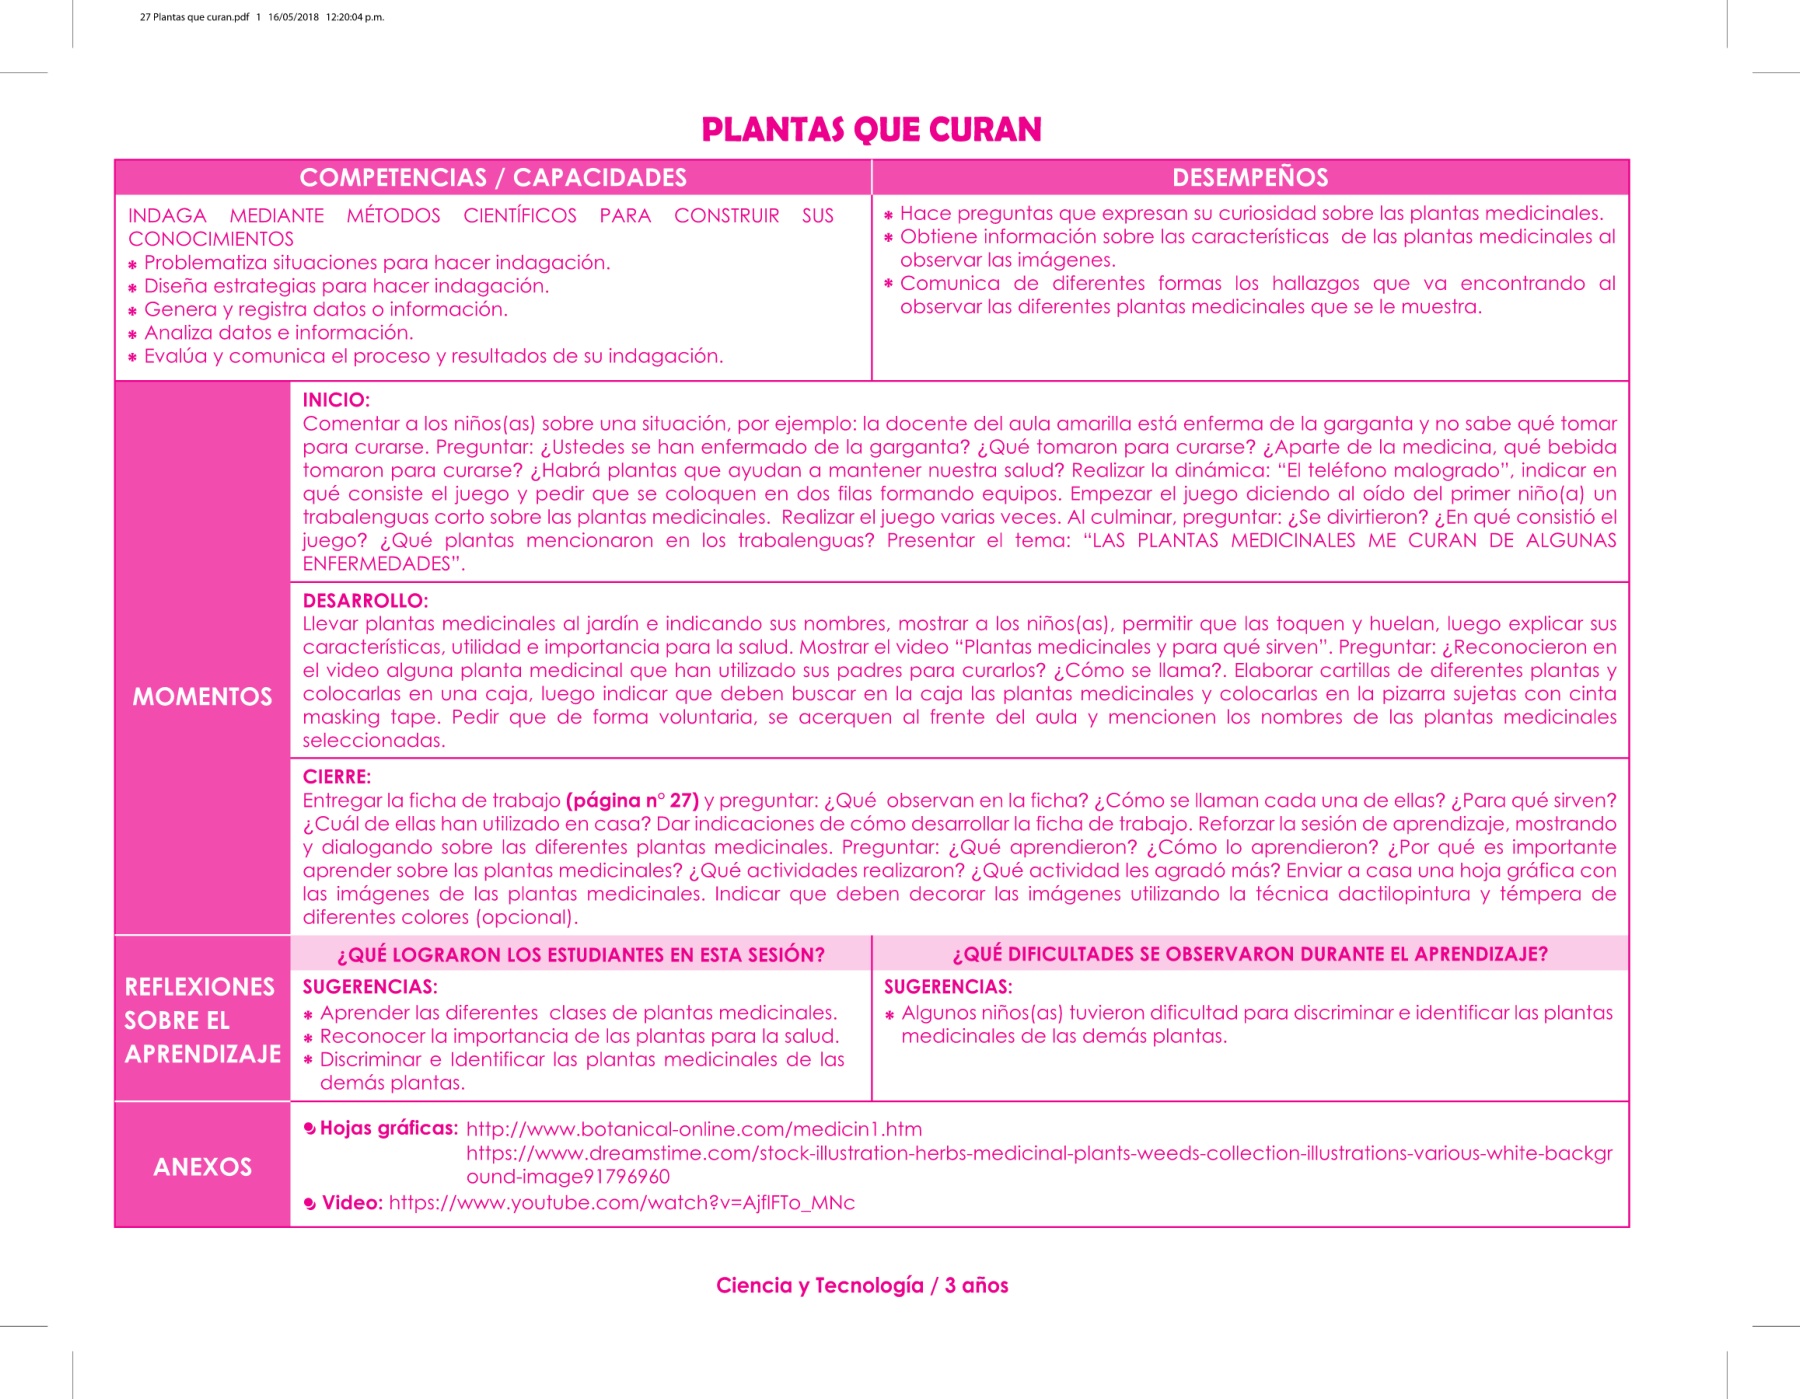 27 Plantas que curan.pdf 1 16/05/2018 12:20:04 p.m.
PLANTAS QUE CURAN
COMPETENCIAS / CAPACIDADES
DESEMPEÑOS
INDAGA MEDIANTE MÉTODOS CIENTÍFICOS PARA CONSTRUIR SUS
CONOCIMIENTOS
* Problematiza situaciones para hacer indagación.
* Diseña estrategias para hacer indagación.
* Genera y registra datos o información.
* Analiza datos e información.
* Evalúa y comunica el proceso y resultados de su indagación.
* Hace preguntas que expresan su curiosidad sobre las plantas medicinales.
* Obtiene información sobre las características de las plantas medicinales al
observar las imágenes.
* Comunica de diferentes formas los hallazgos que va encontrando al
observar las diferentes plantas medicinales que se le muestra.
MOMENTOS
INICIO:
Comentar a los niños(as) sobre una situación, por ejemplo: la docente del aula amarilla está enferma de la garganta y no sabe qué tomar
para curarse. Preguntar: ¿Ustedes se han enfermado de la garganta? ¿Qué tomaron para curarse? ¿Aparte de la medicina, qué bebida
tomaron para curarse? ¿Habrá plantas que ayudan a mantener nuestra salud? Realizar la dinámica: “El teléfono malogrado”, indicar en
qué consiste el juego y pedir que se coloquen en dos filas formando equipos. Empezar el juego diciendo al oído del primer niño(a) un
trabalenguas corto sobre las plantas medicinales. Realizar el juego varias veces. Al culminar, preguntar: ¿Se divirtieron? ¿En qué consistió el
juego? ¿Qué plantas mencionaron en los trabalenguas? Presentar el tema: “LAS PLANTAS MEDICINALES ME CURAN DE ALGUNAS
ENFERMEDADES”.
DESARROLLO:
Llevar plantas medicinales al jardín e indicando sus nombres, mostrar a los niños(as), permitir que las toquen y huelan, luego explicar sus
características, utilidad e importancia para la salud. Mostrar el video “Plantas medicinales y para qué sirven”. Preguntar: ¿Reconocieron en
el video alguna planta medicinal que han utilizado sus padres para curarlos? ¿Cómo se llama?. Elaborar cartillas de diferentes plantas y
colocarlas en una caja, luego indicar que deben buscar en la caja las plantas medicinales y colocarlas en la pizarra sujetas con cinta
masking tape. Pedir que de forma voluntaria, se acerquen al frente del aula y mencionen los nombres de las plantas medicinales
seleccionadas.
CIERRE:
Entregar la ficha de trabajo (página n° 27) y preguntar: ¿Qué observan en la ficha? ¿Cómo se llaman cada una de ellas? ¿Para qué sirven?
¿Cuál de ellas han utilizado en casa? Dar indicaciones de cómo desarrollar la ficha de trabajo. Reforzar la sesión de aprendizaje, mostrando
y dialogando sobre las diferentes plantas medicinales. Preguntar: ¿Qué aprendieron? ¿Cómo lo aprendieron? ¿Por qué es importante
aprender sobre las plantas medicinales? ¿Qué actividades realizaron? ¿Qué actividad les agradó más? Enviar a casa una hoja gráfica con
las imágenes de las plantas medicinales. Indicar que deben decorar las imágenes utilizando la técnica dactilopintura y témpera de
diferentes colores (opcional).
REFLEXIONES
SOBRE EL
APRENDIZAJE
¿QUÉ LOGRARON LOS ESTUDIANTES EN ESTA SESIÓN?
SUGERENCIAS:
* Aprender las diferentes clases de plantas medicinales.
* Reconocer la importancia de las plantas para la salud.
* Discriminar e Identificar las plantas medicinales de las
demás plantas.
¿QUÉ DIFICULTADES SE OBSERVARON DURANTE EL APRENDIZAJE?
SUGERENCIAS:
* Algunos niños(as) tuvieron dificultad para discriminar e identificar las plantas
medicinales de las demás plantas.
ANEXOS
Hojas gráficas: http://www.botanical-online.com/medicin1.htm
https://www.dreamstime.com/stock-illustration-herbs-medicinal-plants-weeds-collection-illustrations-various-white-backgr
ound-image91796960
Video: https://www.youtube.com/watch?v=AjflFTo_MNc
Ciencia y Tecnología / 3 años